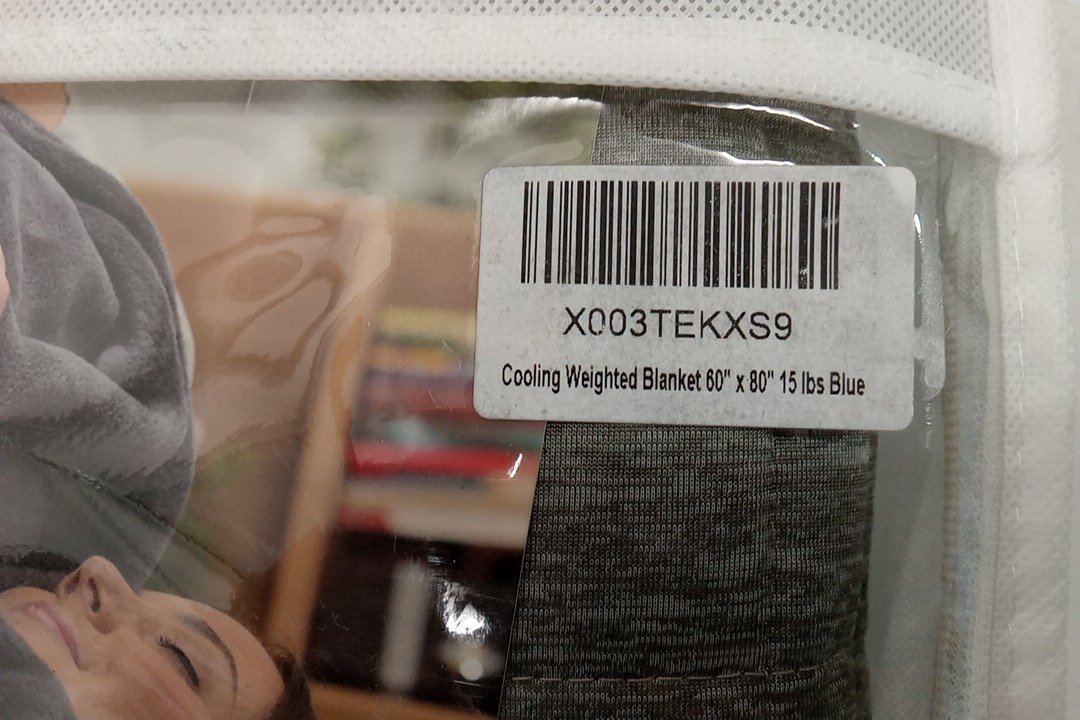 X003TEKXS9
Cooling Weighted Blanket 60" x 80" 15 lbs Blue